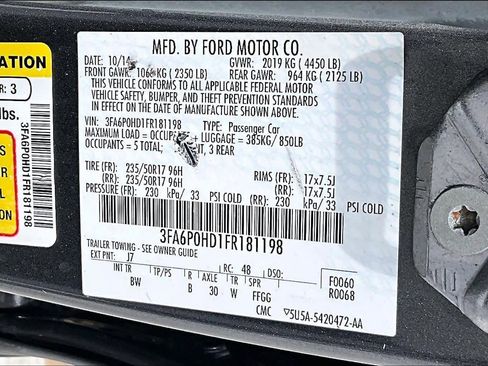 MFD. BY FORD MOTOR CO.
10/14 GVWR: 2019 KG ( 4450 LB)
FRONT GAWR: 1066 KG ( 2350 LB) REAR GAWR: 964 KG ( 2125 LB)
THIS VEHICLE CONFORMS TO ALL APPLICABLE FEDERAL MOTOR
VEHICLE SAFETY, BUMPER, AND THEFT PREVENTION STANDARDS
IN EFFECT ON THE DATE OF MANUFACTURE SHOWN ABOVE.
VIN: 3FA6P0HD1FR181198 TYPE: Passenger Car
MAXIMUM LOAD = LUGGAGE = 385KG/ 850LB
OCCUPANTS = 5 TOTAL, 3 REAR
TIRE (FR): 235/50R17 96H RIMS (FR): 17x7.5J
(RR): 235/50R17 96H (RR): 17x7.5J
PRESSURE (FR): 230 kPa/ 33 PSI COLD
(RR): 230 kPa/ 33 PSI COLD
3FA6P0HD1FR181198
TRAILER TOWING - SEE OWNER GUIDE
EXT PNT: J7 RC: 48 DSO: F0060
INT TR TP/PS R AXLE TR SPR R0068
BW B 30 W FFGG
CMC 5U5A-5420472-AA
ATION
R: 3
lbs.
3FA6P0HD1FR181198